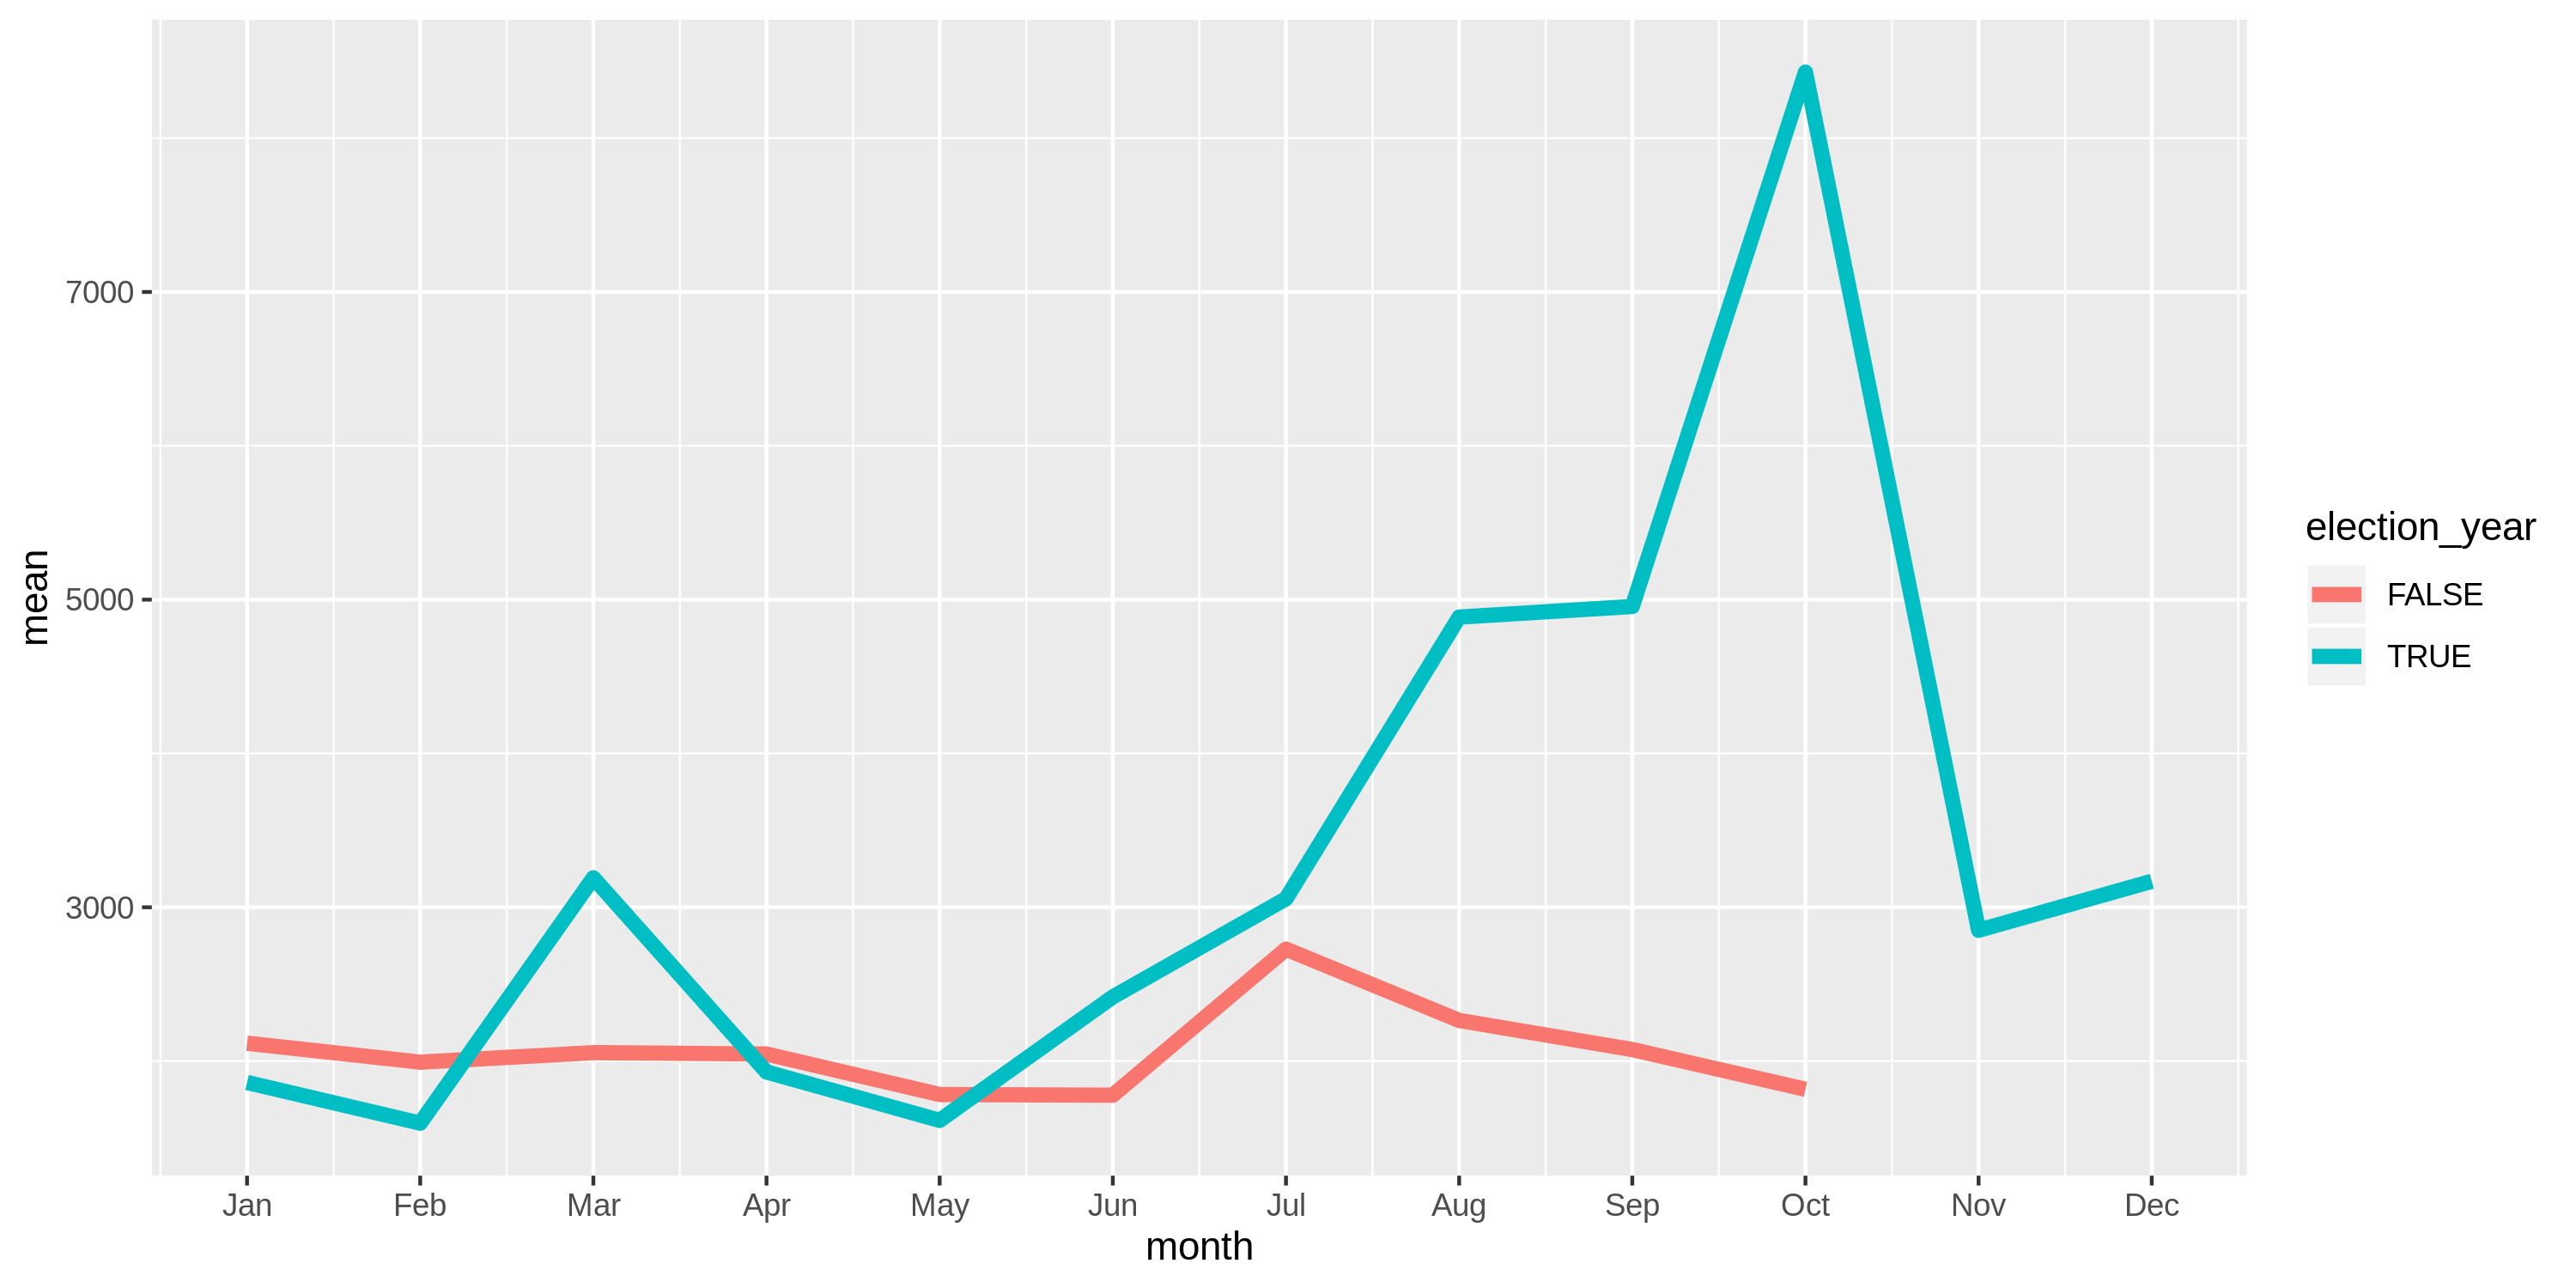 7000
5000
3000
mean
Jan Feb Mar Apr May Jun Jul Aug Sep Oct Nov Dec
month
election_year
FALSE
TRUE